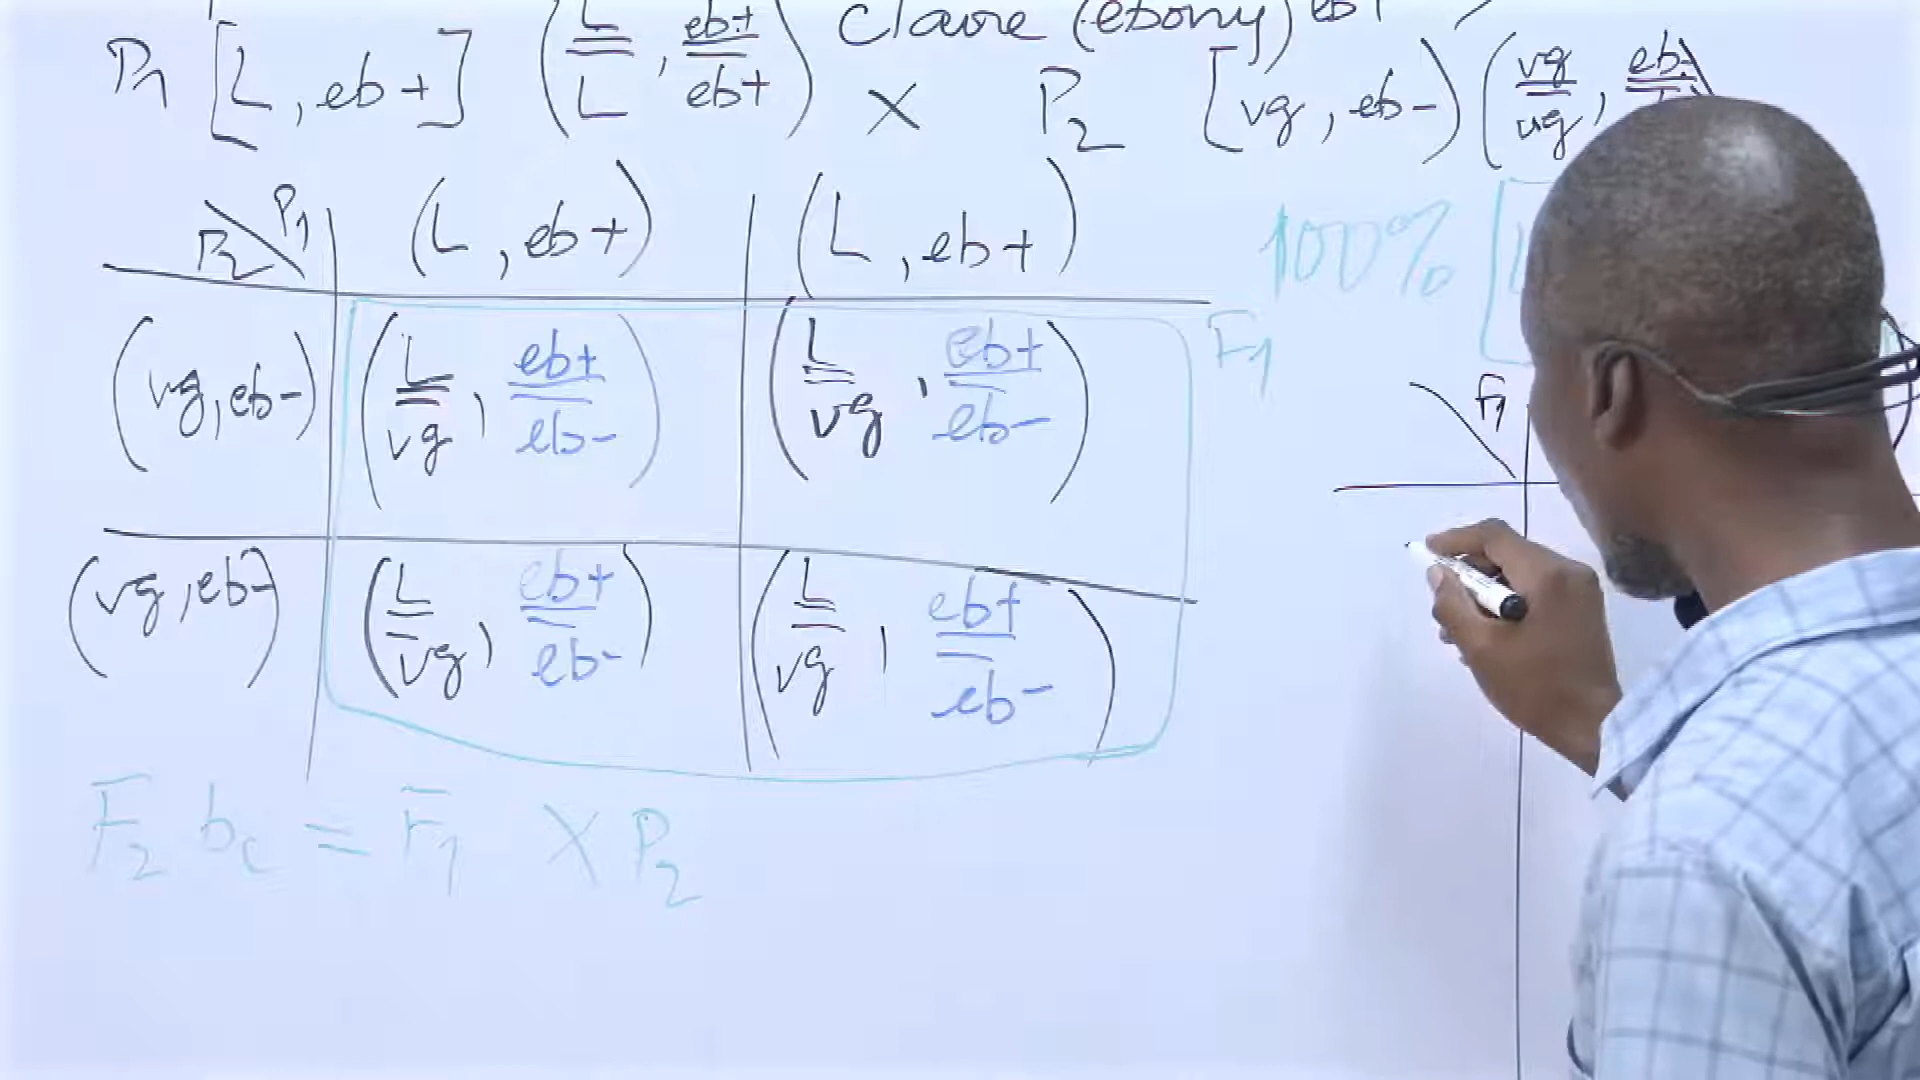 claire (ebony) eb+
P1 [L, eb+] (L/L, eb+/eb+) X P2 [vg, eb-) (vg/vg, eb-
P1 (L, eb+) (L, eb+) 100% [
P2
(vg, eb-) (L/vg, eb+/eb-) (L/vg, eb+/eb-) F1
F1
(vg, eb-) (L/vg, eb+/eb-) (L/vg, eb+/eb-)
F2 bc = F1 X P2